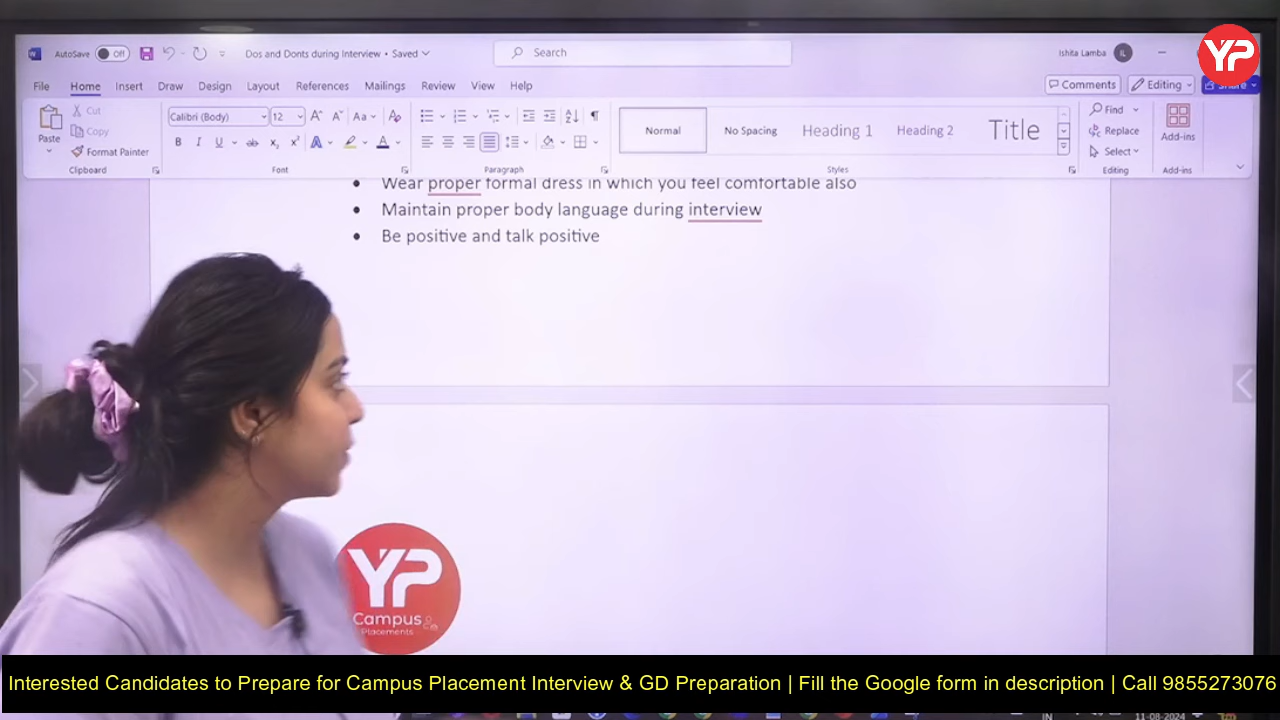 YP
AutoSave Off Dos and Donts during Interview • Saved Search Ishita Lamba IL
File Home Insert Draw Design Layout References Mailings Review View Help Comments Editing Share
Paste Cut Copy Format Painter Calibri (Body) 12 Normal No Spacing Heading 1 Heading 2 Title Find Replace Select Add-ins
Clipboard Font Paragraph Styles Editing Add-ins
• Wear proper formal dress in which you feel comfortable also
• Maintain proper body language during interview
• Be positive and talk positive
YP
Campus
Placements
Interested Candidates to Prepare for Campus Placement Interview & GD Preparation | Fill the Google form in description | Call 9855273076
IN 11-08-2024